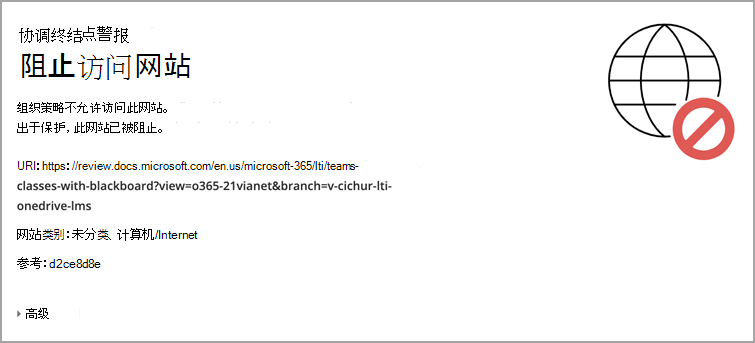 协调终结点警报
阻止访问网站
组织策略不允许访问此网站。
出于保护，此网站已被阻止。
URI：https: //review.docs.microsoft.com/en.us/microsoft-365/lti/teams-
classes-with-blackboard?view=o365-21vianet&branch=v-cichur-lti-
onedrive-lms
网站类别：未分类、计算机/Internet
参考：d2ce8d8e
高级